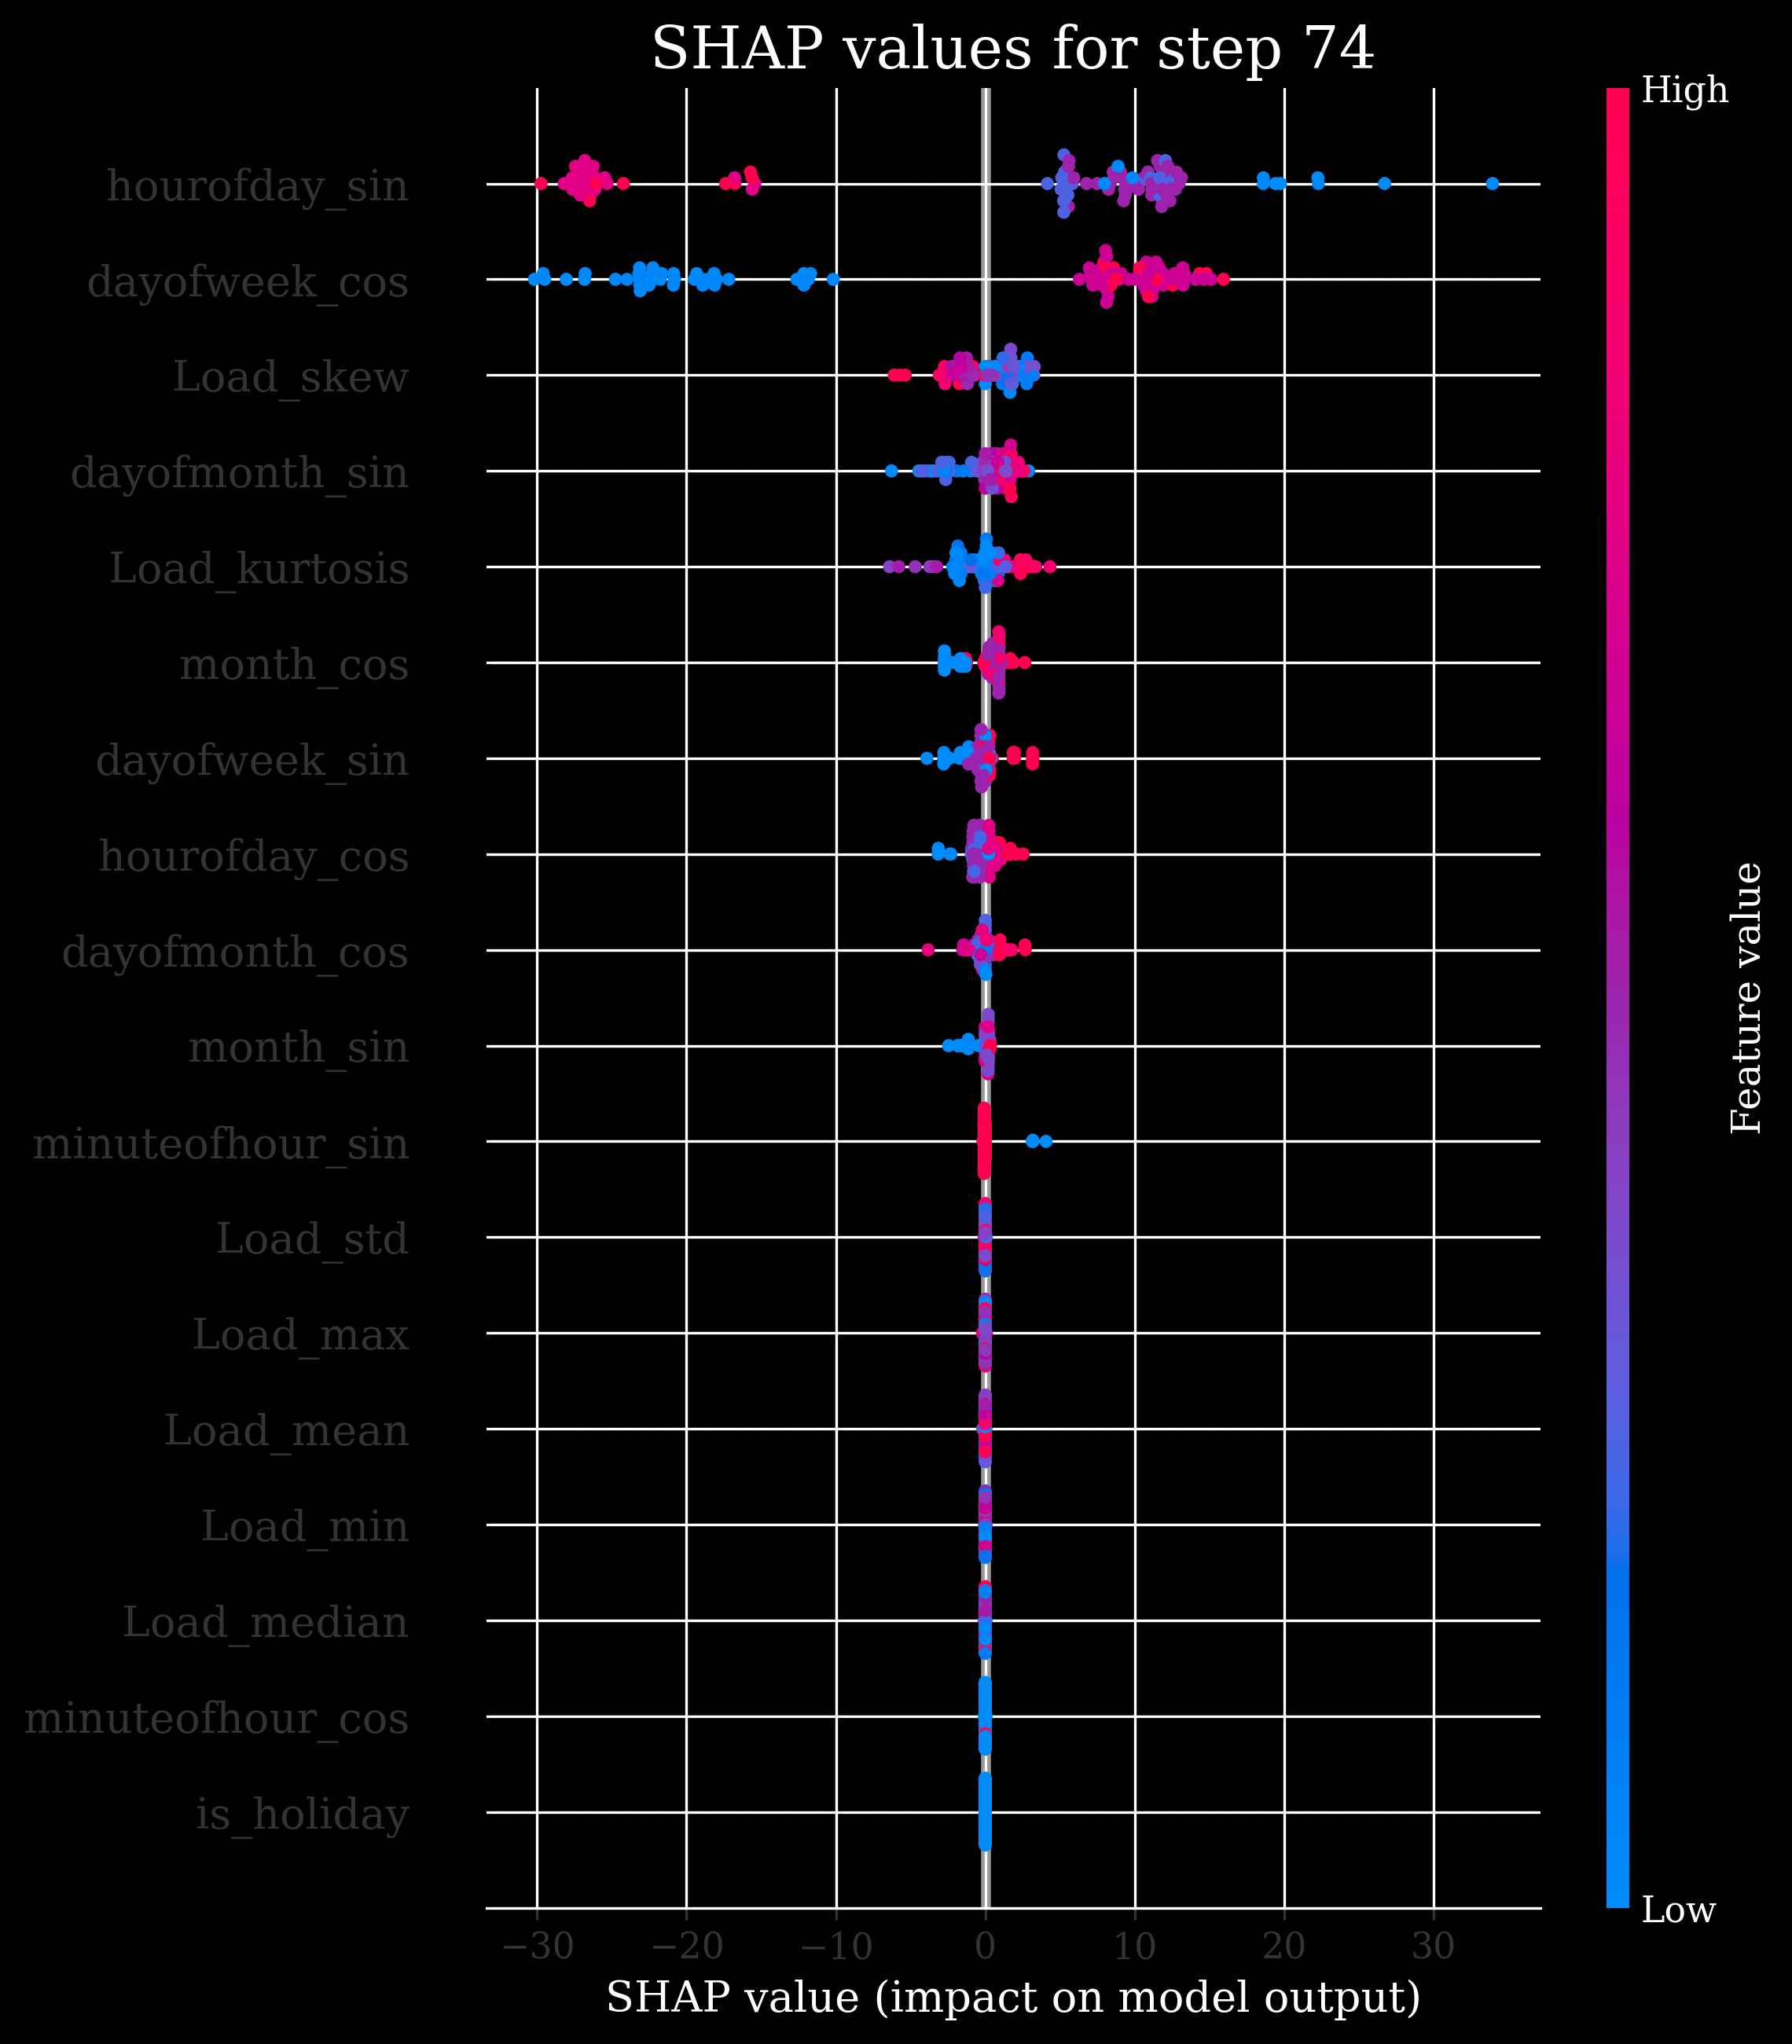 SHAP values for step 74
High
hourofday_sin
dayofweek_cos
Load_skew
dayofmonth_sin
Load_kurtosis
month_cos
dayofweek_sin
hourofday_cos
dayofmonth_cos
month_sin
minuteofhour_sin
Load_std
Load_max
Load_mean
Load_min
Load_median
minuteofhour_cos
is_holiday
Feature value
Low
−30 −20 −10 0 10 20 30
SHAP value (impact on model output)